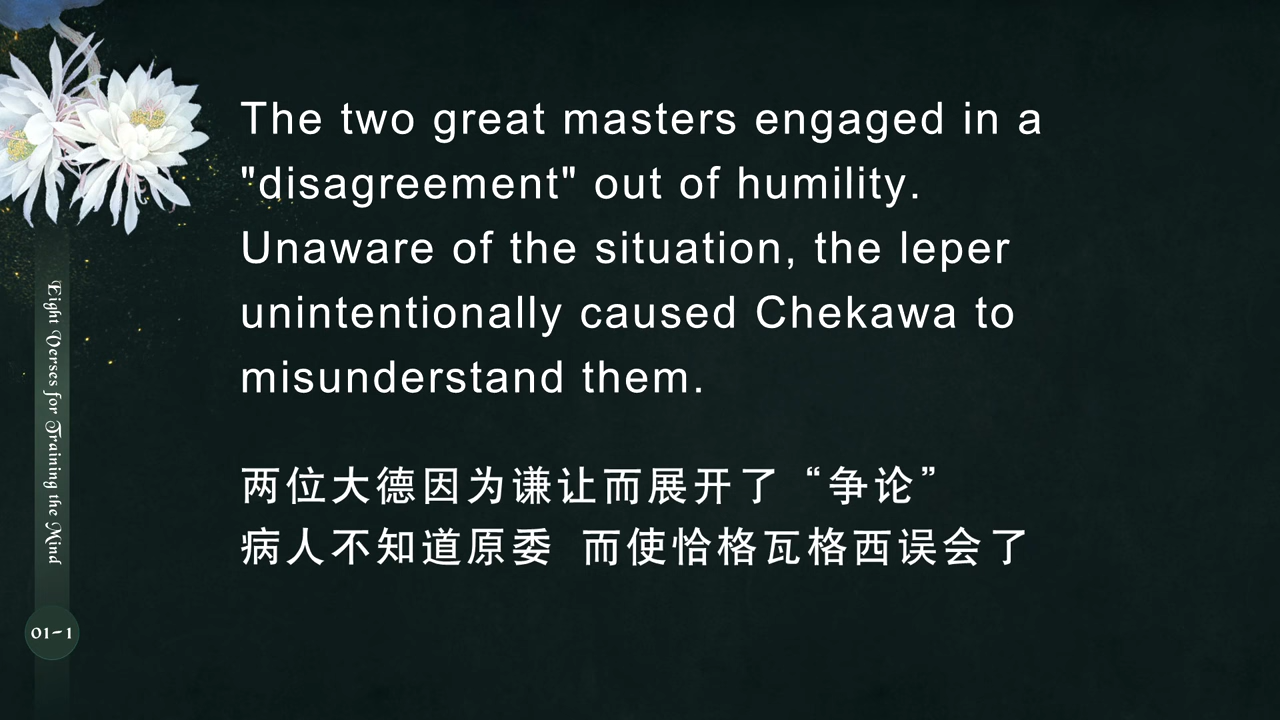 The two great masters engaged in a
"disagreement" out of humility.
Unaware of the situation, the leper
unintentionally caused Chekawa to
misunderstand them.
两位大德因为谦让而展开了“争论”
病人不知道原委 而使恰格瓦格西误会了
Eight Verses for Training the Mind
01-1